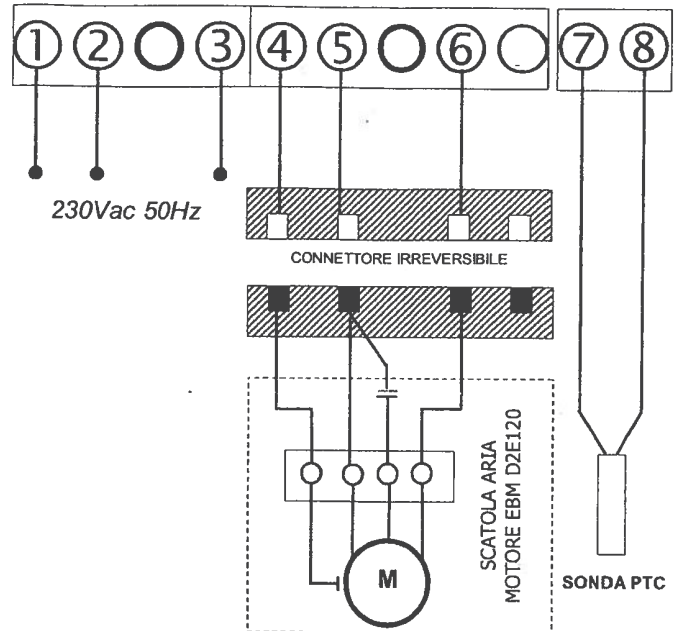 1 2 3 4 5 6 7 8
230Vac 50Hz
CONNETTORE IRREVERSIBILE
SCATOLA ARIA
MOTORE EBM D2E120
M
SONDA PTC